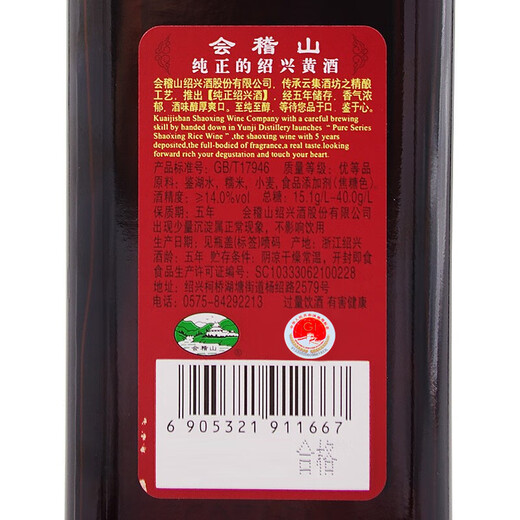 会稽山
纯正的绍兴黄酒
会稽山绍兴酒股份有限公司，传承云集酒坊之精酿
工艺，推出【纯正绍兴酒】，经五年储存，香气浓
郁，酒味醇厚爽口，至纯至醇，等待您品于口，鉴于心。
Kuaijishan Shaoxing Wine Company with a careful brewing
skill by handed down in Yunji Distillery launches "Pure Series
Shaoxing Rice Wine", the shaoxing wine with 5 years
deposited,the full-bodied of fragrance,a real taste.looking
forward rich your degustation and touch your heart.
产品标准号：GB/T17946 质量等级：优等品
原料：鉴湖水，糯米，小麦，食品添加剂(焦糖色)。
酒精度：≥14.0%vol 总糖：15.1g/L-40.0g/L
保质期：五年 会稽山绍兴酒股份有限公司
出现少量沉淀属正常现象，不影响饮用
生产日期：见瓶盖(标签)喷码 产地：浙江绍兴
酒龄：五年 贮存条件：阴凉干燥常温，开封即食
食品生产许可证编号：SC10333062100228
地址：绍兴柯桥湖塘街道杨绍路2579号
电话：0575-84292213 过量饮酒 有害健康
会稽山
GI
6 905321 911667
合格